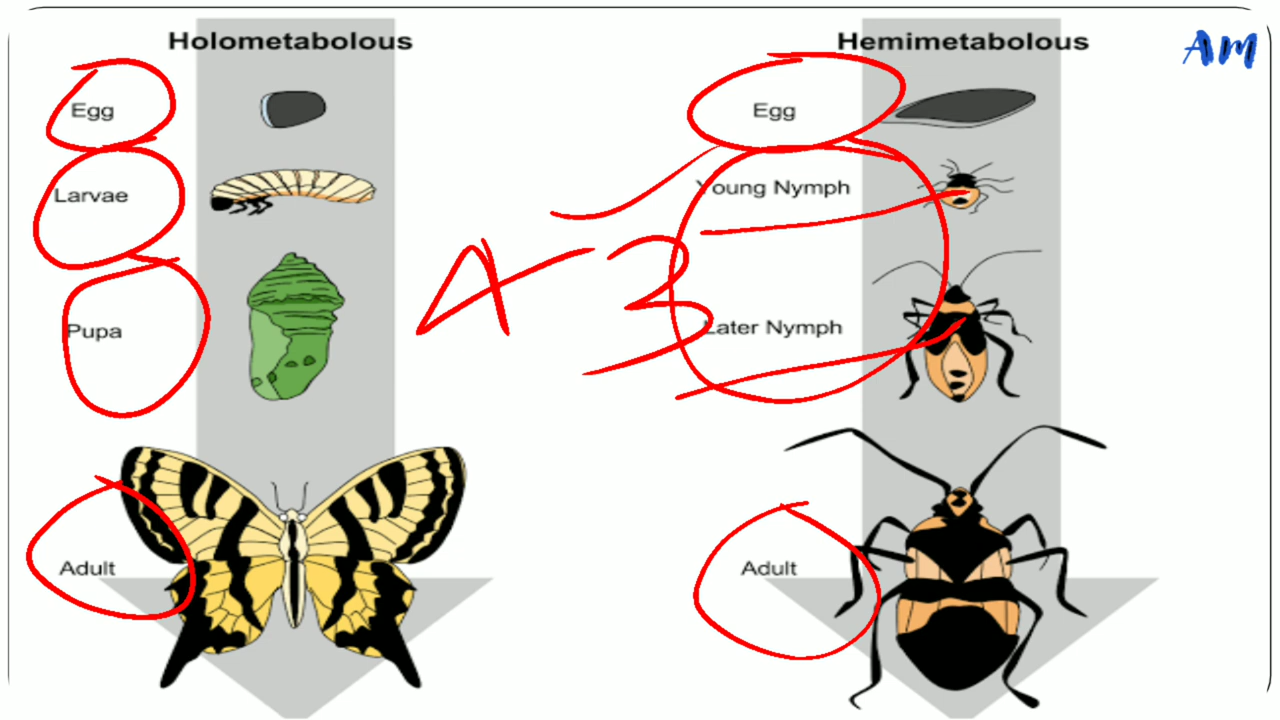 Holometabolous
Egg
Larvae
Pupa
Adult
4
3
Hemimetabolous
Egg
Young Nymph
Later Nymph
Adult
AM